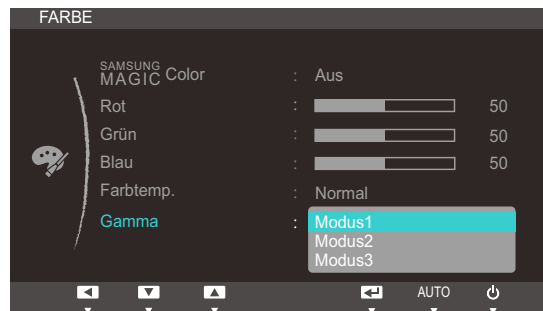 FARBE
SAMSUNG MAGIC Color : Aus
Rot : 50
Grün : 50
Blau : 50
Farbtemp. : Normal
Gamma : Modus1
Modus2
Modus3
AUTO